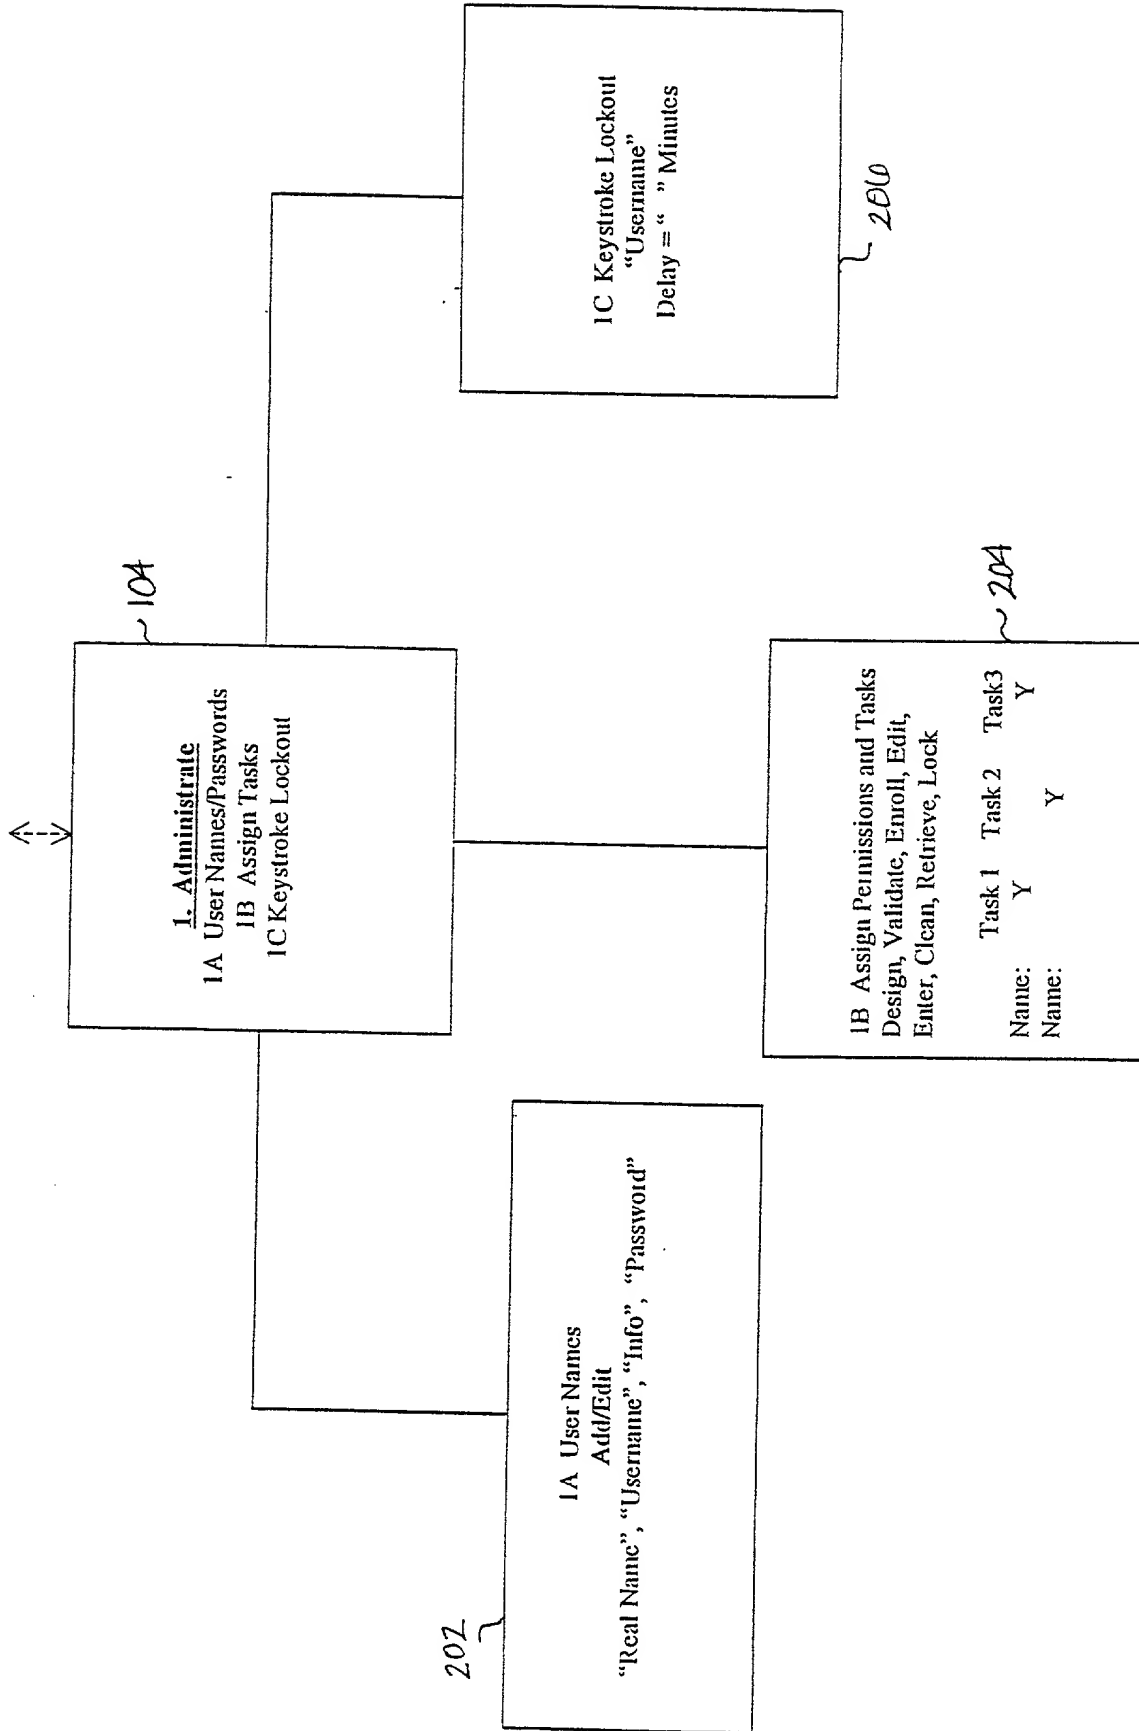 104
1. Administrate
1A User Names/Passwords
1B Assign Tasks
1C Keystroke Lockout
202
1A User Names
Add/Edit
“Real Name”, “Username”, “Info”, “Password”
1B Assign Permissions and Tasks
Design, Validate, Enroll, Edit,
Enter, Clean, Retrieve, Lock
Task 1 Task 2 Task3
Name: Y Y
Name: Y
204
1C Keystroke Lockout
“Username”
Delay = “ ” Minutes
206